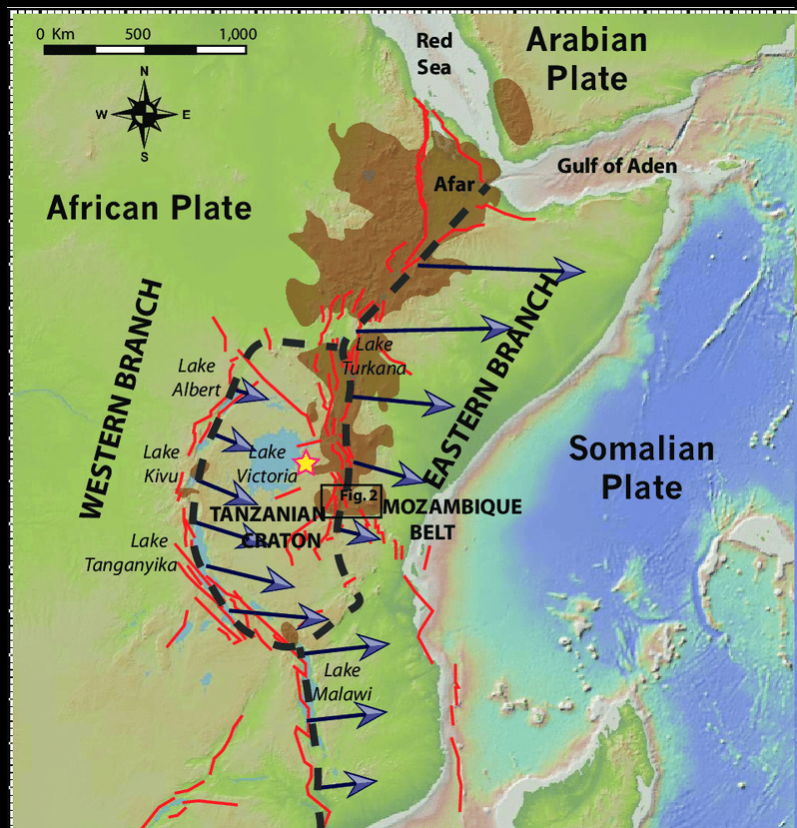 0 Km 500 1,000
N
W E
S
Red
Sea
Arabian
Plate
Gulf of Aden
Afar
African Plate
WESTERN BRANCH
EASTERN BRANCH
Lake
Turkana
Lake
Albert
Lake
Kivu
Lake
Victoria
Somalian
Plate
Fig. 2
TANZANIAN
CRATON
MOZAMBIQUE
BELT
Lake
Tanganyika
Lake
Malawi